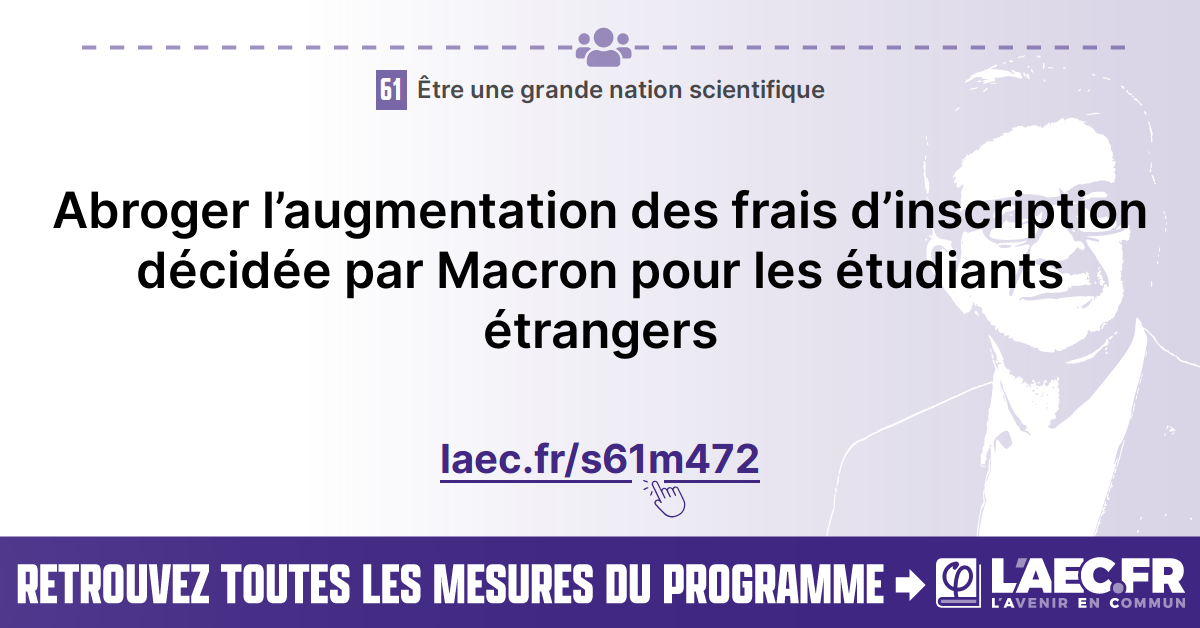 61 Être une grande nation scientifique
Abroger l’augmentation des frais d’inscription
décidée par Macron pour les étudiants
étrangers
laec.fr/s61m472
RETROUVEZ TOUTES LES MESURES DU PROGRAMME
L'AEC.FR
L'AVENIR EN COMMUN